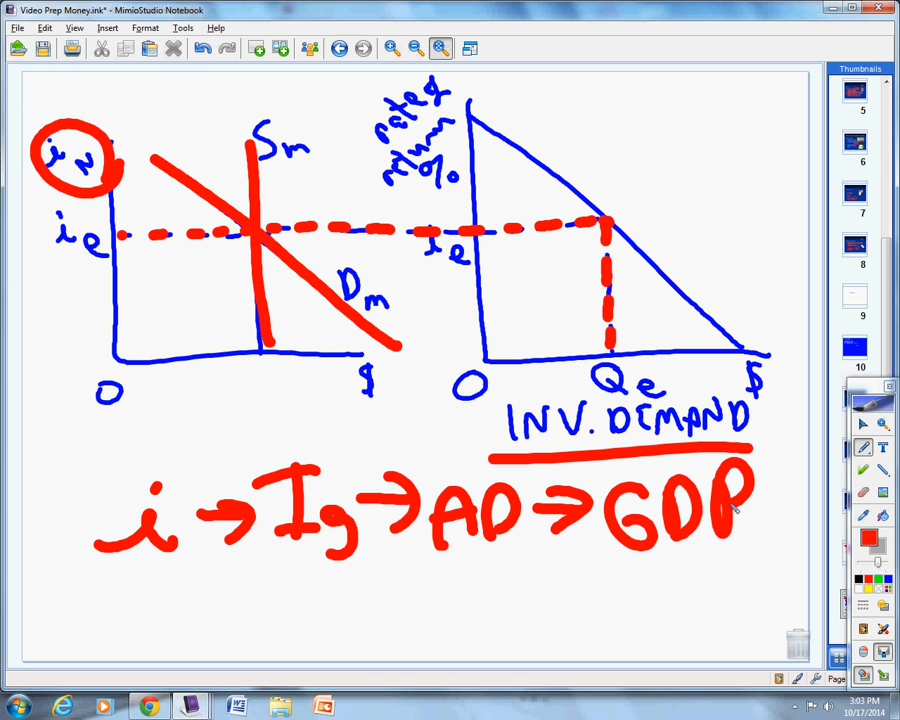 Video Prep Money.ink* - MimioStudio Notebook
File Edit View Insert Format Tools Help
Thumbnails
5
6
7
8
9
10
rate of
return
%
Sm
iN
ie
ie
Dm
O
$
O
Qe
$
INV. DEMAND
i → Ig → AD → GDP
Page
3:03 PM
10/17/2014